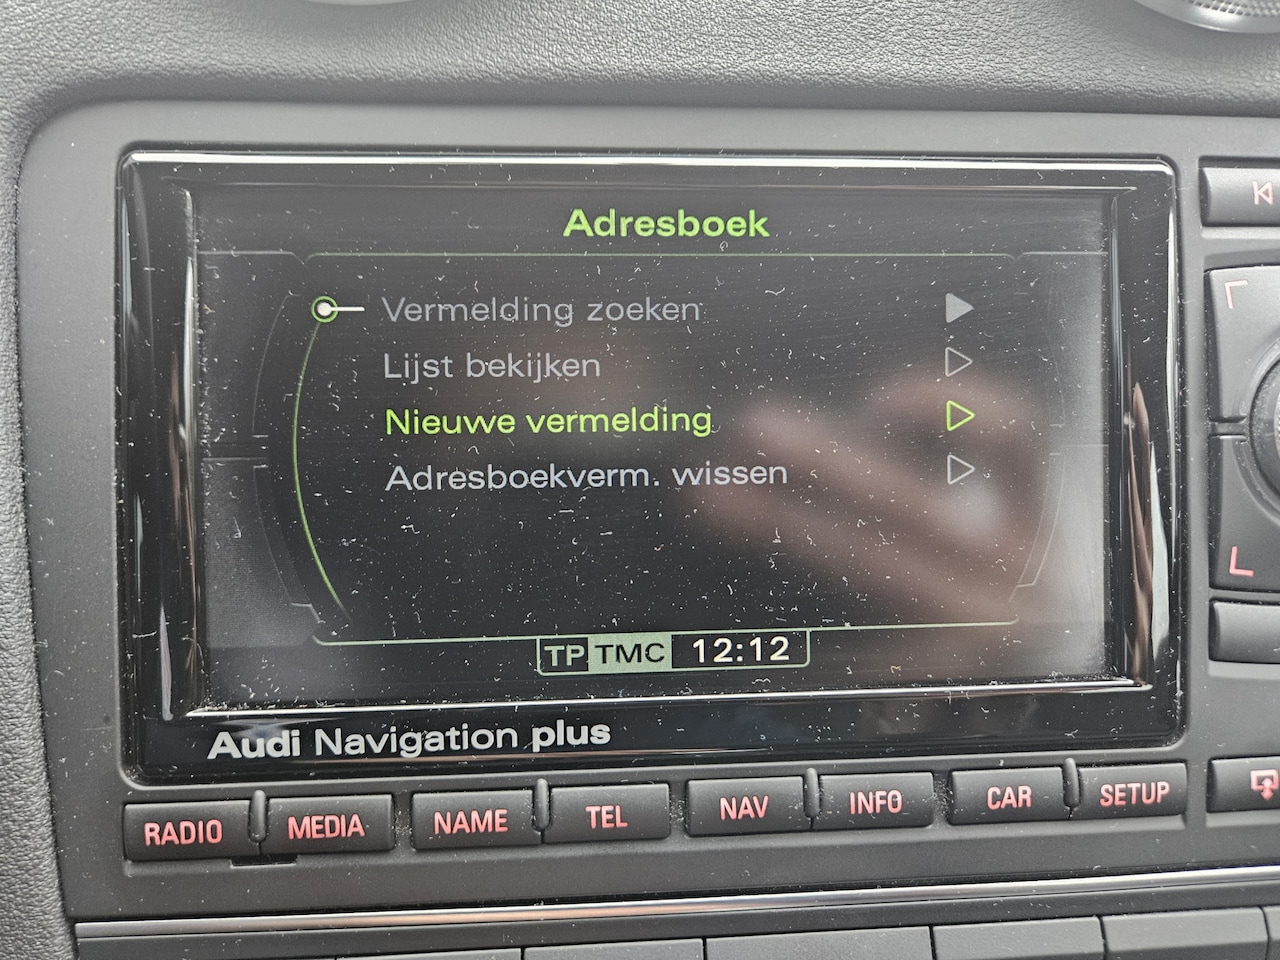 Adresboek
Vermelding zoeken
Lijst bekijken
Nieuwe vermelding
Adresboekverm. wissen
TP TMC 12:12
Audi Navigation plus
RADIO MEDIA NAME TEL NAV INFO CAR SETUP